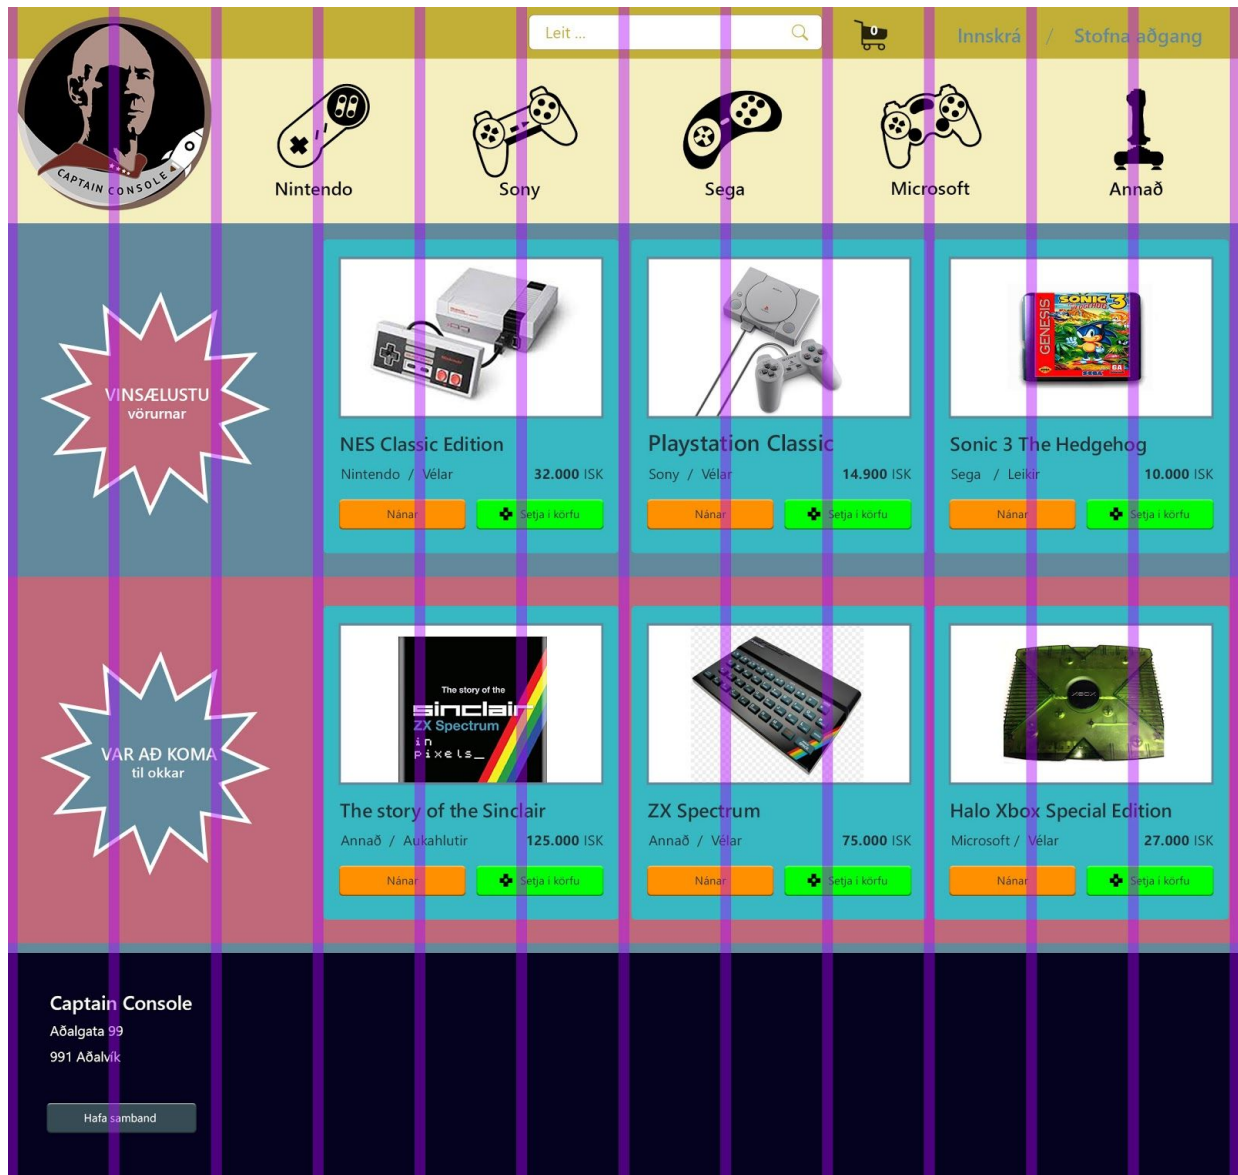 Leit ...
0
Innskrá / Stofna aðgang
CAPTAIN CONSOLE
Nintendo
Sony
Sega
Microsoft
Annað
VINSÆLUSTU
vörurnar
NES Classic Edition
Nintendo / Vélar 32.000 ISK
Nánar
Setja í körfu
Playstation Classic
Sony / Vélar 14.900 ISK
Nánar
Setja í körfu
GENESIS
SONIC 3
SEGA
Sonic 3 The Hedgehog
Sega / Leikir 10.000 ISK
Nánar
Setja í körfu
VAR AÐ KOMA
til okkar
The story of the
sinclair
ZX Spectrum
in
pixels_
The story of the Sinclair
Annað / Aukahlutir 125.000 ISK
Nánar
Setja í körfu
ZX Spectrum
Annað / Vélar 75.000 ISK
Nánar
Setja í körfu
XBOX
Halo Xbox Special Edition
Microsoft / Vélar 27.000 ISK
Nánar
Setja í körfu
Captain Console
Aðalgata 99
991 Aðalvík
Hafa samband